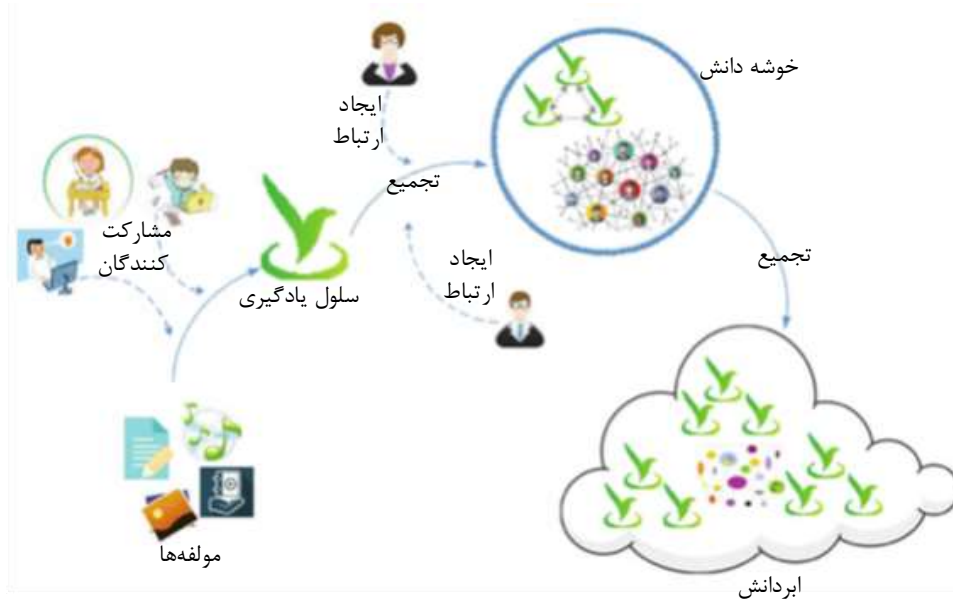 خوشه دانش
ایجاد
ارتباط
تجمیع
مشارکت
کنندگان
سلول یادگیری
ایجاد
ارتباط
تجمیع
مولفه‌ها
ابردانش